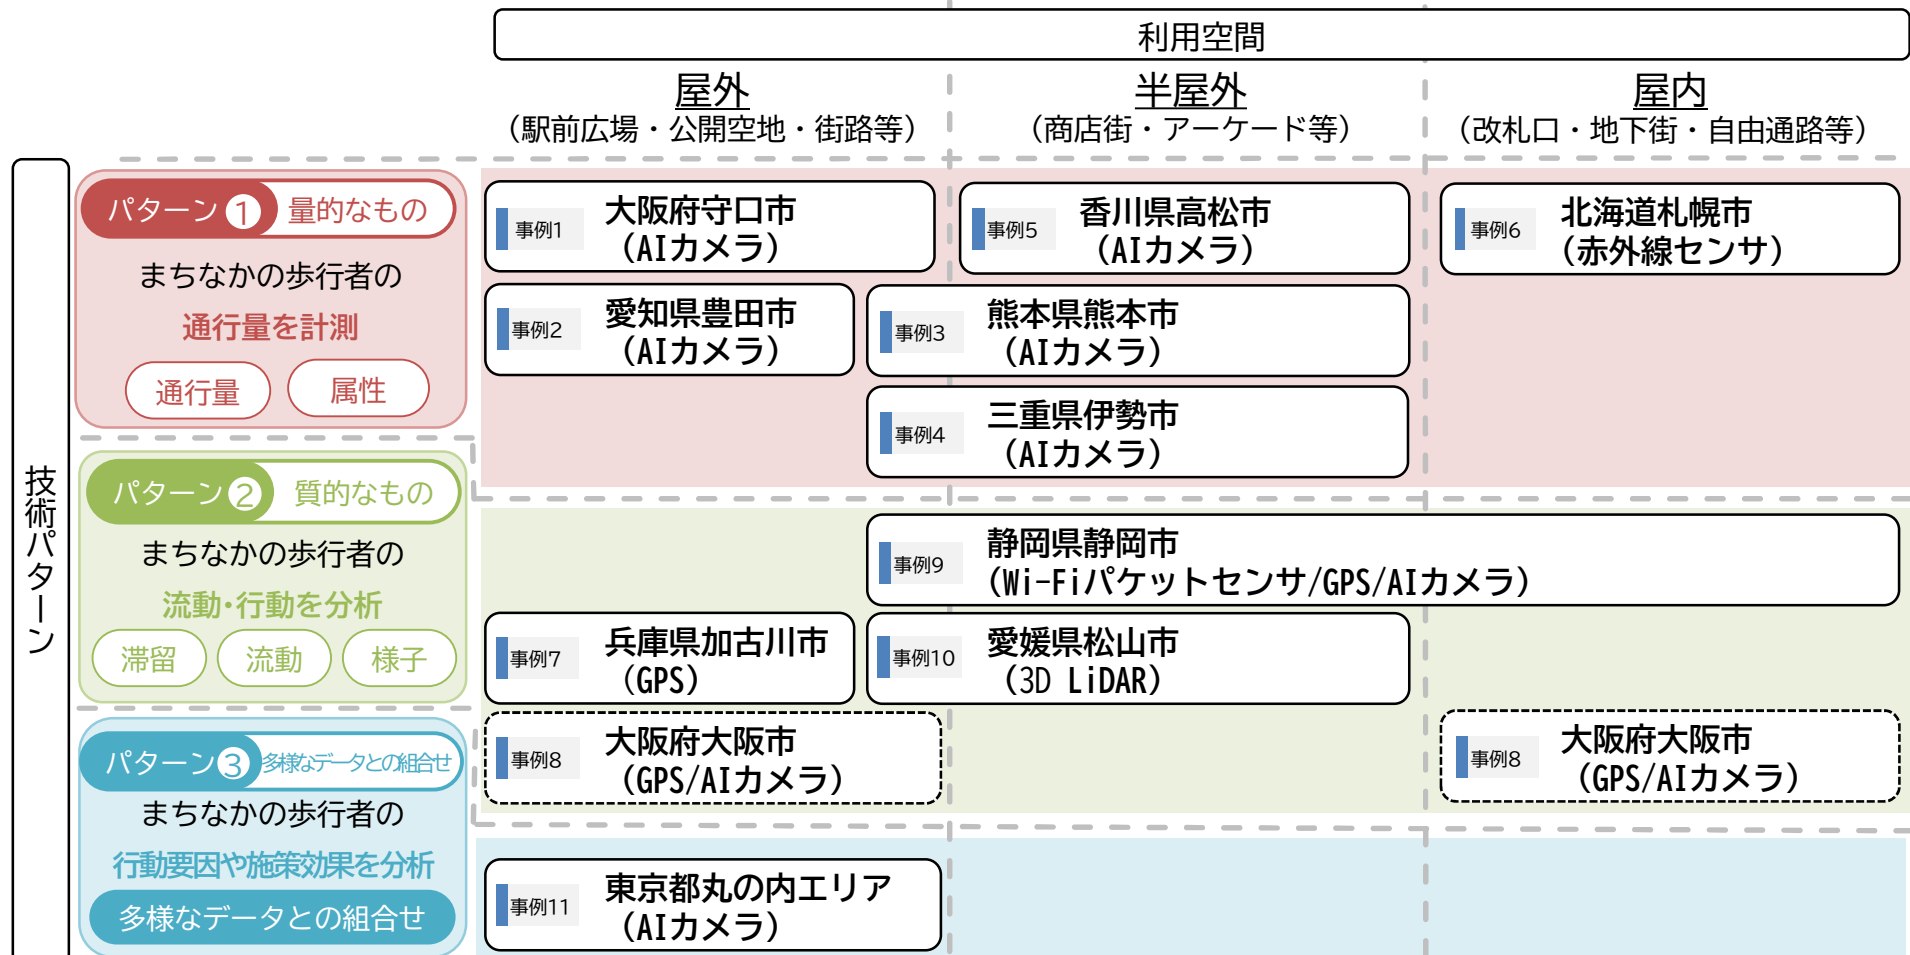 利用空間
屋外
（駅前広場・公開空地・街路等）
半屋外
（商店街・アーケード等）
屋内
（改札口・地下街・自由通路等）
技術パターン
パターン 1 量的なもの
まちなかの歩行者の
通行量を計測
通行量 属性
事例1 大阪府守口市
（AIカメラ）
事例5 香川県高松市
（AIカメラ）
事例6 北海道札幌市
（赤外線センサ）
事例2 愛知県豊田市
（AIカメラ）
事例3 熊本県熊本市
（AIカメラ）
事例4 三重県伊勢市
（AIカメラ）
パターン 2 質的なもの
まちなかの歩行者の
流動・行動を分析
滞留 流動 様子
事例9 静岡県静岡市
（Wi-Fiパケットセンサ/GPS/AIカメラ）
事例7 兵庫県加古川市
（GPS）
事例10 愛媛県松山市
（3D LiDAR）
事例8 大阪府大阪市
（GPS/AIカメラ）
事例8 大阪府大阪市
（GPS/AIカメラ）
パターン 3 多様なデータとの組合せ
まちなかの歩行者の
行動要因や施策効果を分析
多様なデータとの組合せ
事例11 東京都丸の内エリア
（AIカメラ）